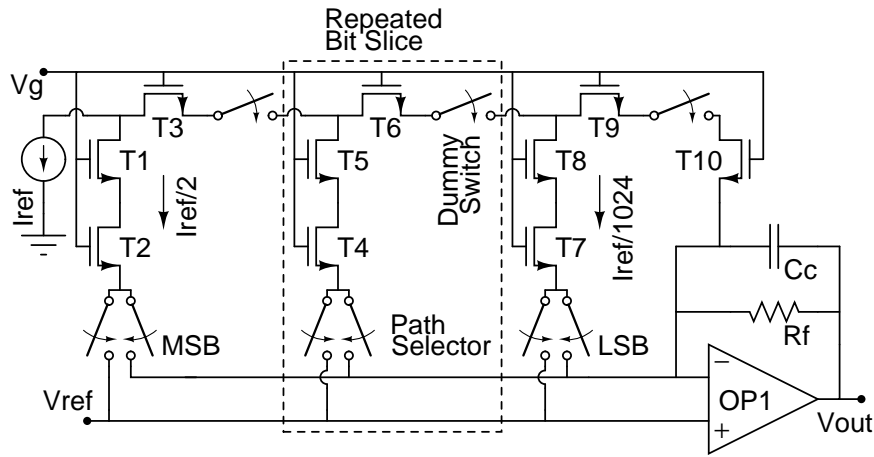 Repeated
Bit Slice
Vg
T3
T6
T9
T1
T5
T8
T10
Iref
Iref/2
Dummy
Switch
Iref/1024
T2
T4
T7
Cc
Rf
MSB
Path
Selector
LSB
−
OP1
+
Vref
Vout